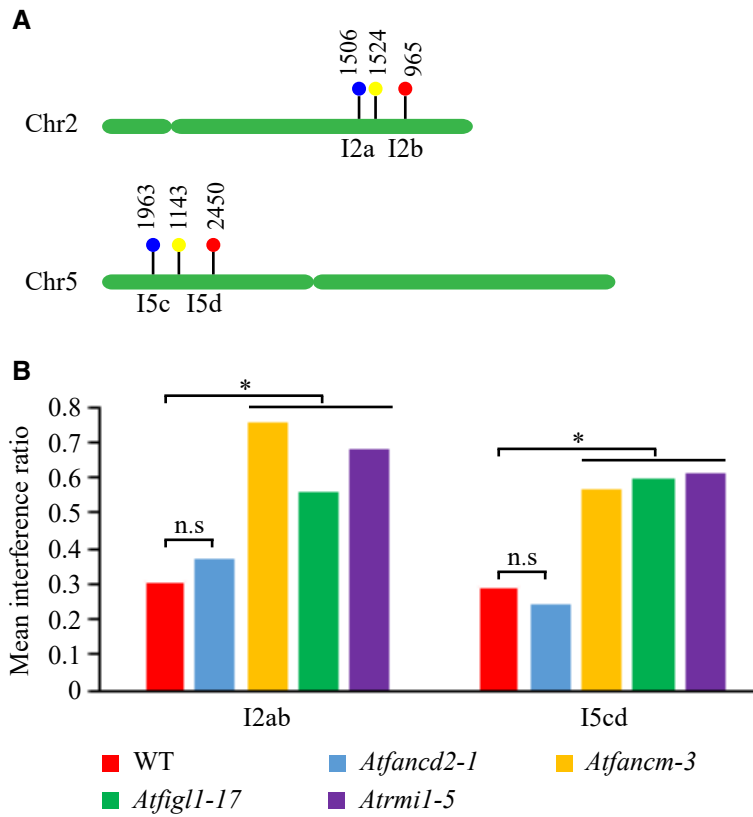 A
1506 1524 965
Chr2
I2a I2b
1963 1143 2450
Chr5
I5c I5d
B
Mean interference ratio
0.8
0.7
0.6
0.5
0.4
0.3
0.2
0.1
0
*
n.s
*
n.s
I2ab I5cd
WT Atfancd2-1 Atfancm-3
Atfigl1-17 Atrmi1-5